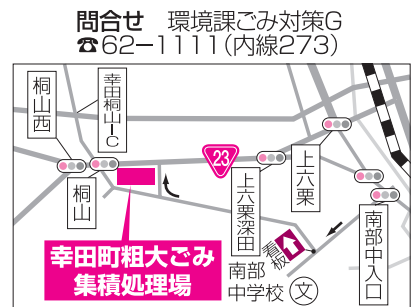 問合せ　環境課ごみ対策G
☎62－1111(内線273)
桐山西
幸田桐山IC
桐山
23
上六栗深田
上六栗
南部中入口
看板
南部
中学校
文
幸田町粗大ごみ
集積処理場